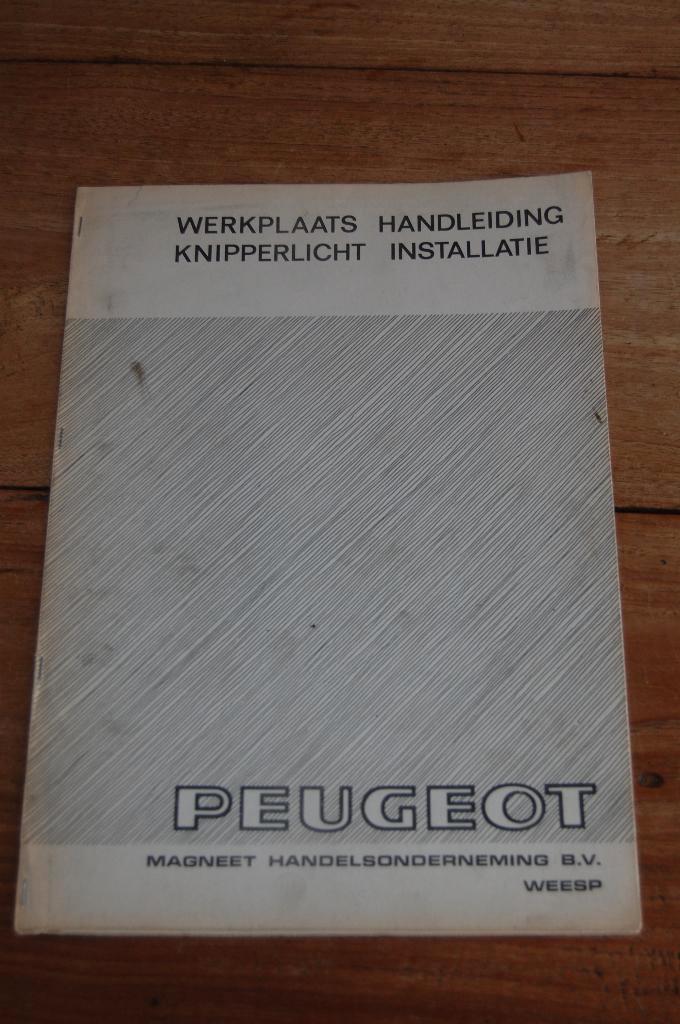 WERKPLAATS HANDLEIDING
KNIPPERLICHT INSTALLATIE
PEUGEOT
MAGNEET HANDELSONDERNEMING B.V.
WEESP